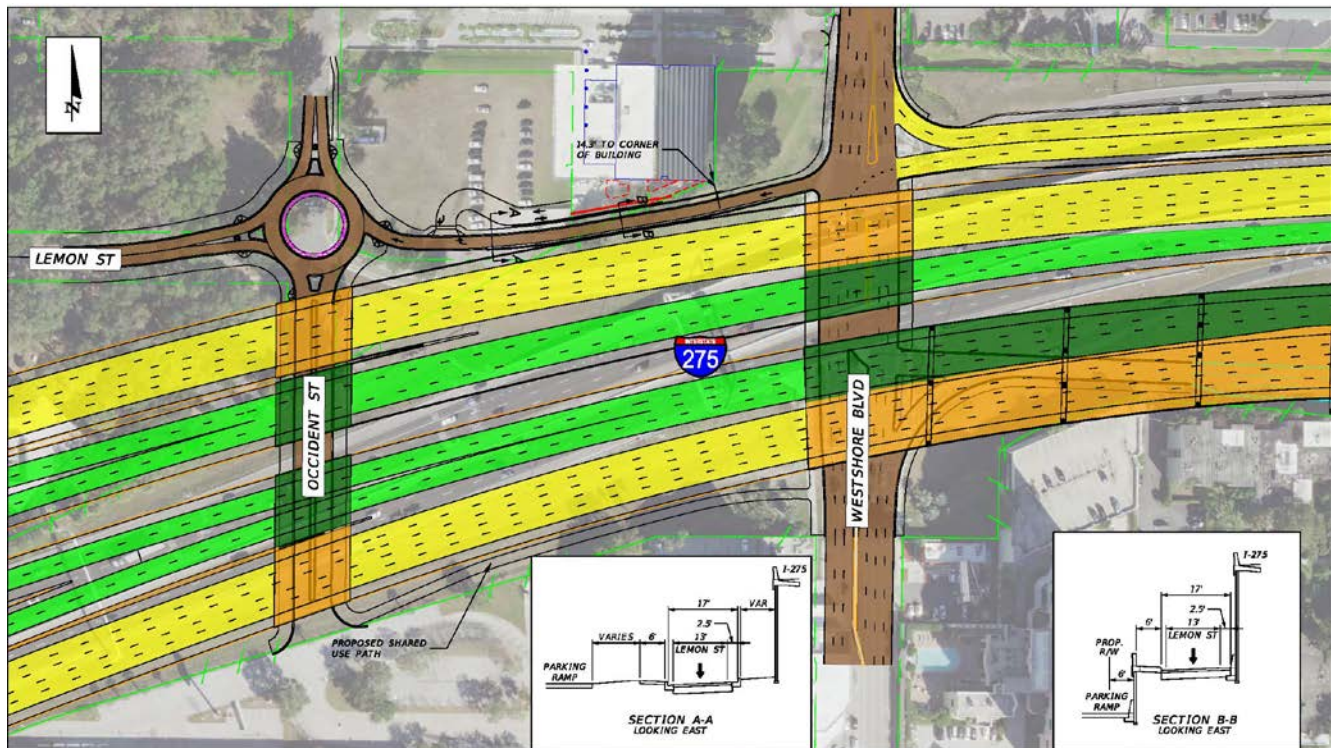 N
14.3' TO CORNER
OF BUILDING
A
B
A
B
LEMON ST
INTERSTATE
275
OCCIDENT ST
WESTSHORE BLVD
PROPOSED SHARED
USE PATH
I-275
17'
VAR
2.5'
VARIES
6'
13'
LEMON ST
PARKING
RAMP
SECTION A-A
LOOKING EAST
I-275
17'
2.5'
6'
13'
LEMON ST
PROP.
R/W
6'
PARKING
RAMP
SECTION B-B
LOOKING EAST